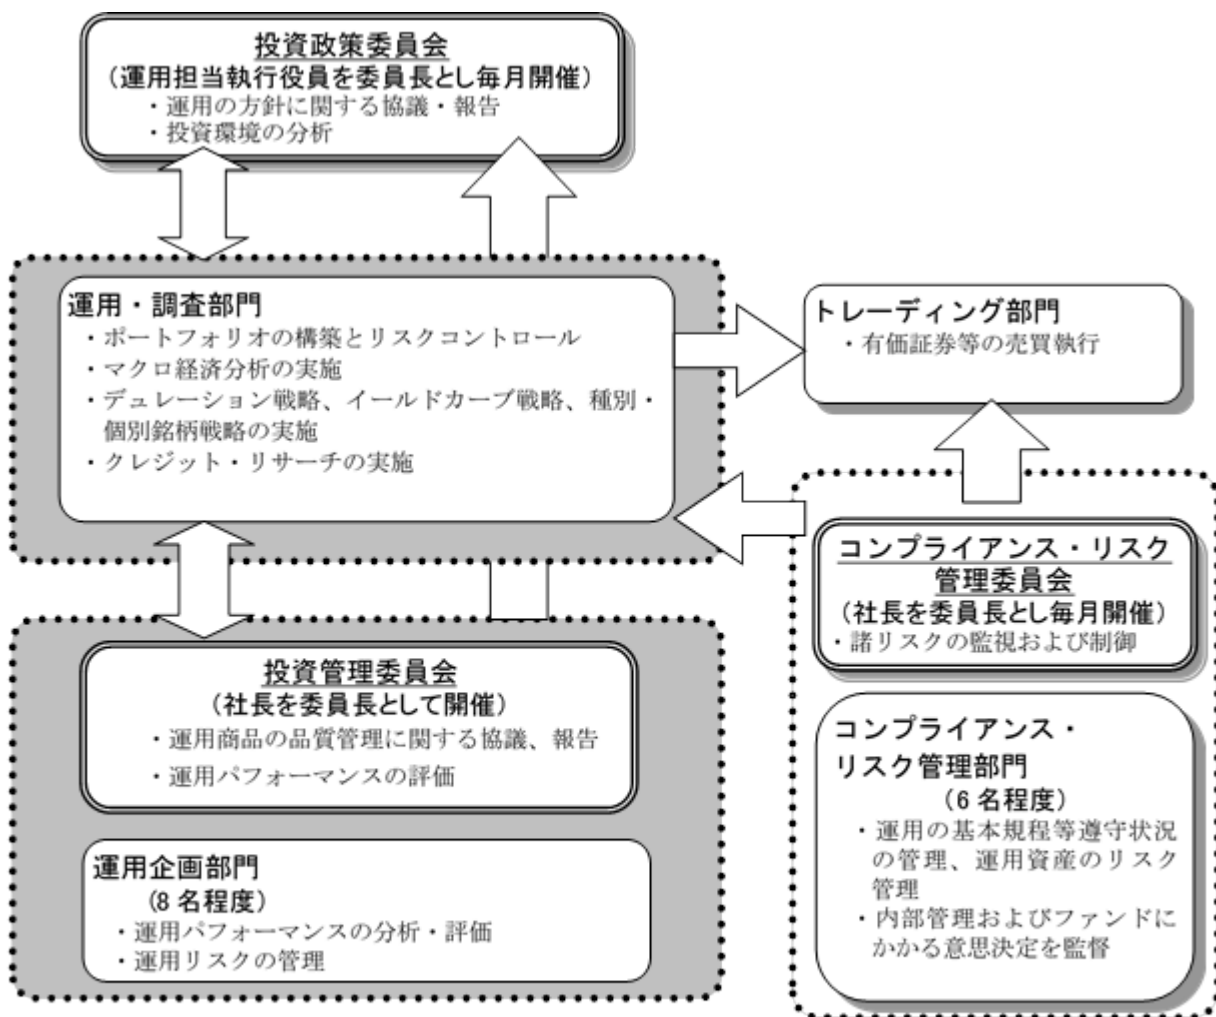 投資政策委員会
（運用担当執行役員を委員長とし毎月開催）
・運用の方針に関する協議・報告
・投資環境の分析
運用・調査部門
・ポートフォリオの構築とリスクコントロール
・マクロ経済分析の実施
・デュレーション戦略、イールドカーブ戦略、種別・
個別銘柄戦略の実施
・クレジット・リサーチの実施
トレーディング部門
・有価証券等の売買執行
コンプライアンス・リスク
管理委員会
（社長を委員長とし毎月開催）
・諸リスクの監視および制御
投資管理委員会
（社長を委員長として開催）
・運用商品の品質管理に関する協議、報告
・運用パフォーマンスの評価
コンプライアンス・
リスク管理部門
（6 名程度）
・運用の基本規程等遵守状況
の管理、運用資産のリスク
管理
・内部管理およびファンドに
かかる意思決定を監督
運用企画部門
（8 名程度）
・運用パフォーマンスの分析・評価
・運用リスクの管理